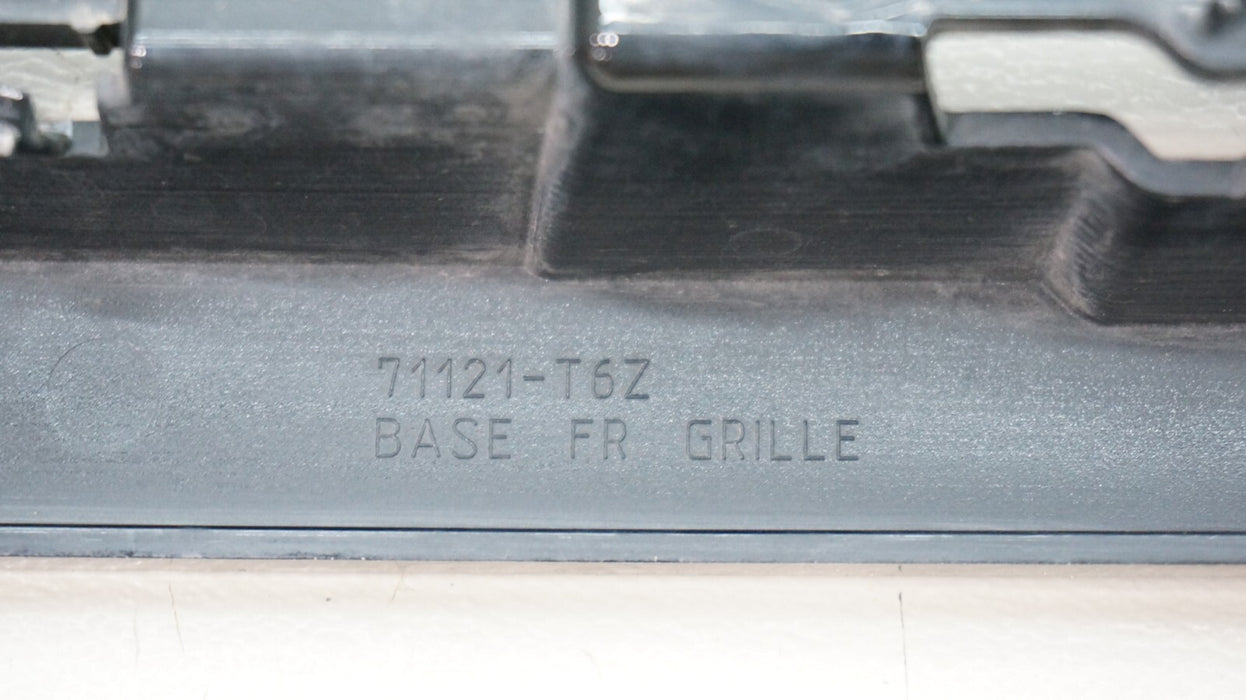 71121-T6Z
BASE FR GRILLE